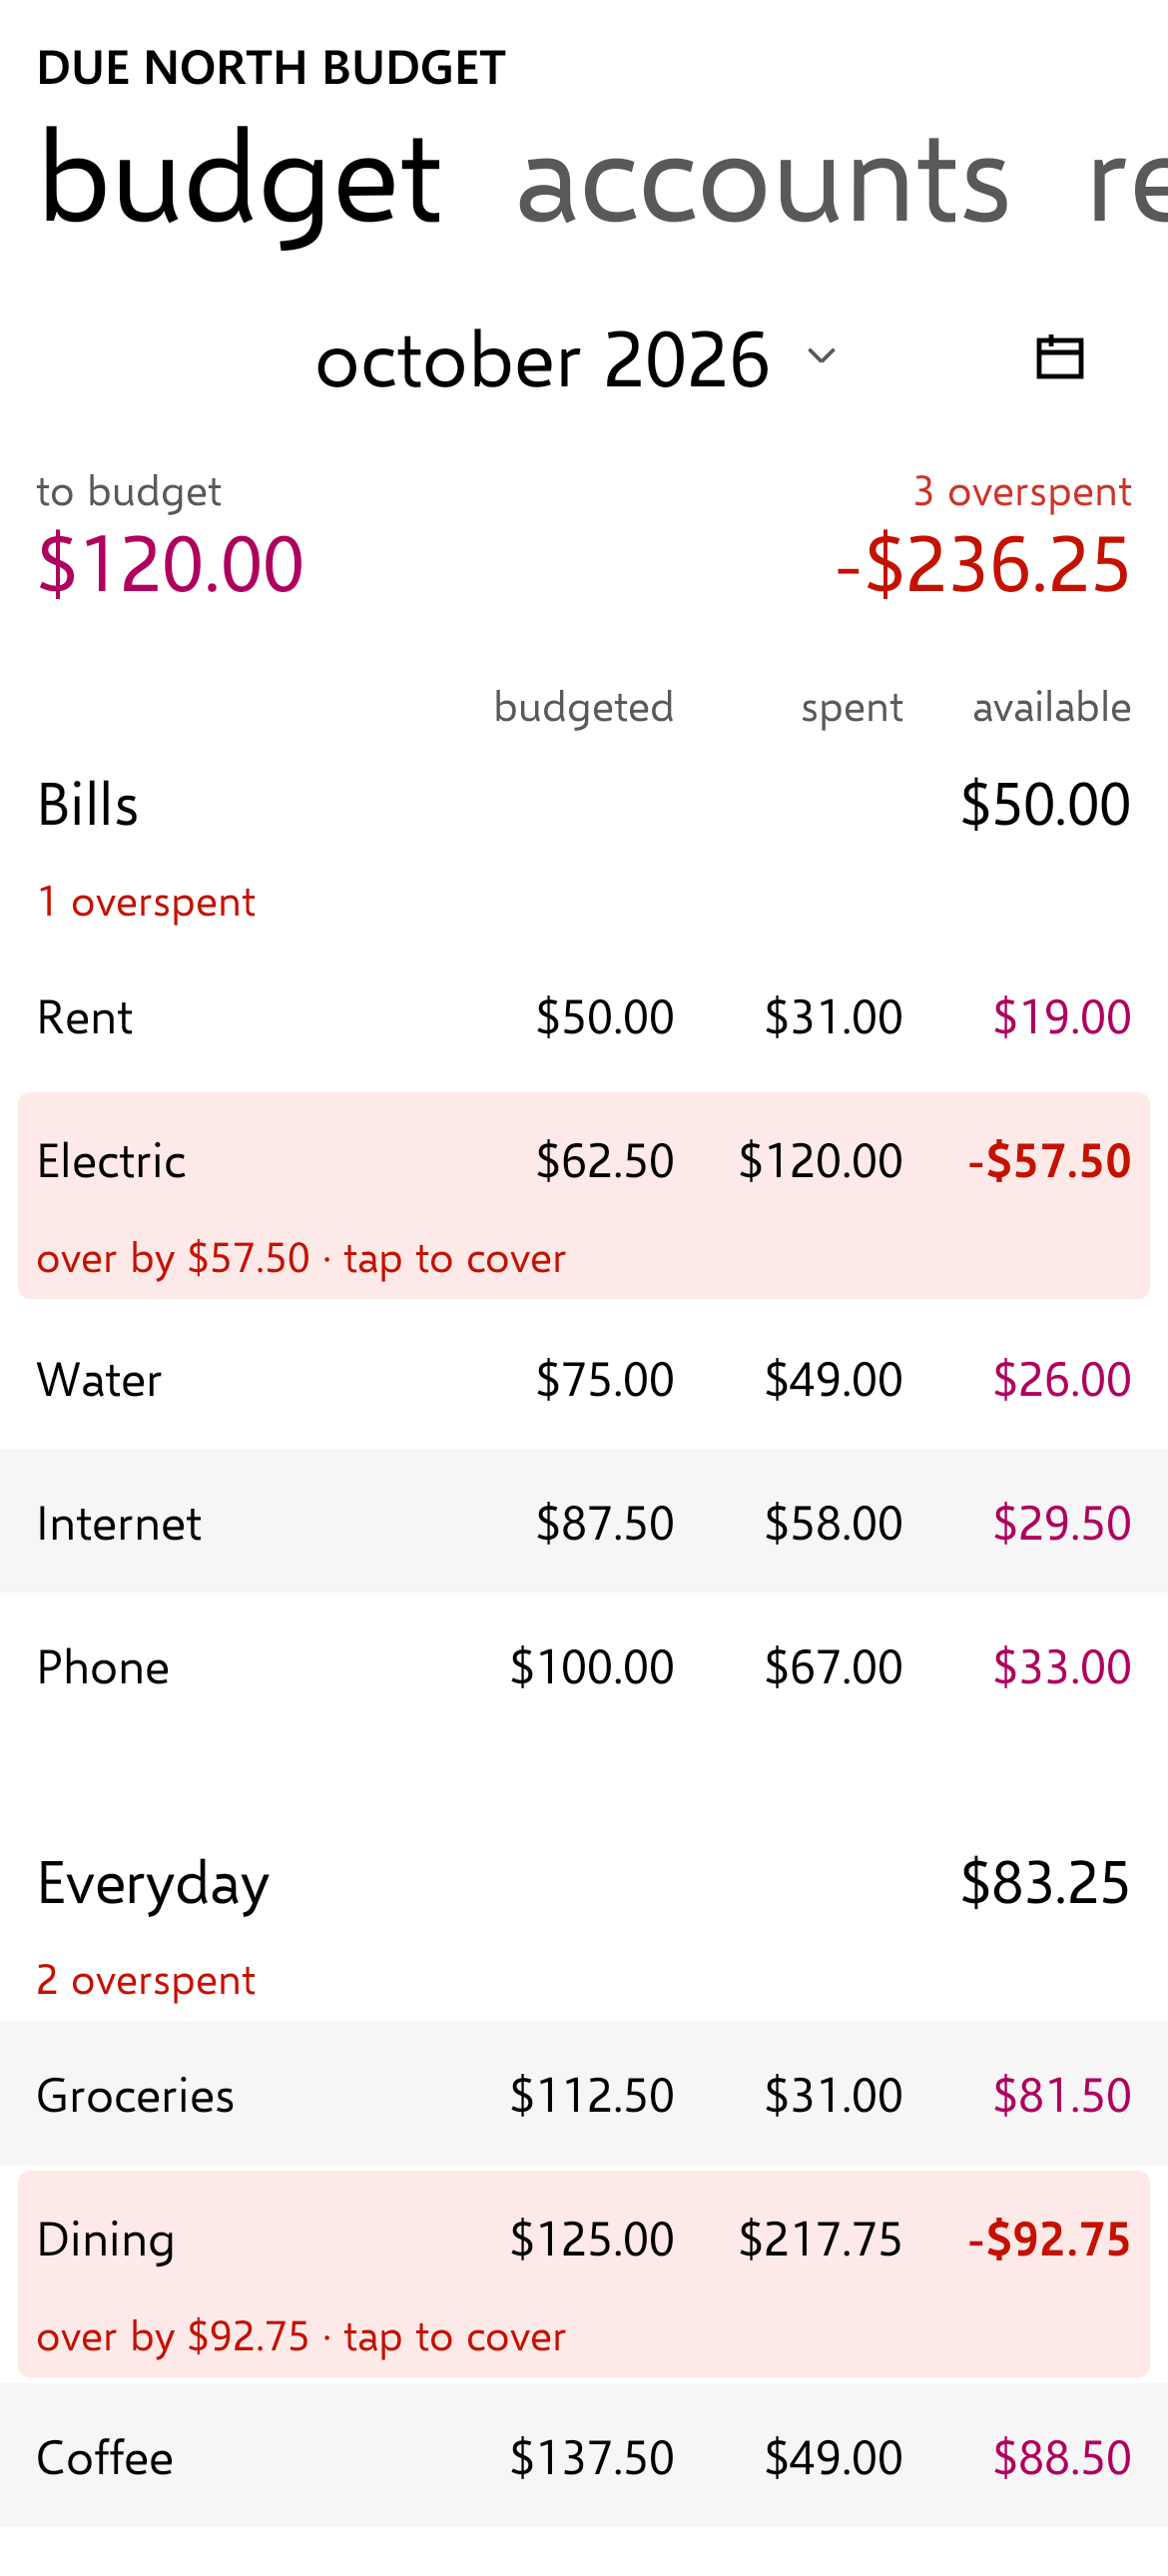 DUE NORTH BUDGET
budget accounts re
october 2026
to budget 3 overspent
$120.00 -$236.25
budgeted spent available
Bills $50.00
1 overspent
Rent $50.00 $31.00 $19.00
Electric $62.50 $120.00 -$57.50
over by $57.50 · tap to cover
Water $75.00 $49.00 $26.00
Internet $87.50 $58.00 $29.50
Phone $100.00 $67.00 $33.00
Everyday $83.25
2 overspent
Groceries $112.50 $31.00 $81.50
Dining $125.00 $217.75 -$92.75
over by $92.75 · tap to cover
Coffee $137.50 $49.00 $88.50